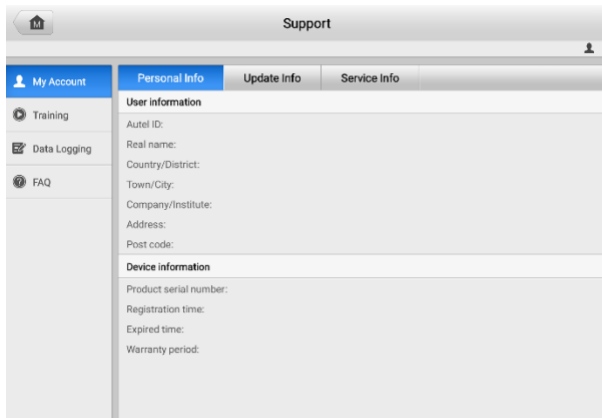 M
Support
My Account
Training
Data Logging
FAQ
Personal Info
Update Info
Service Info
User information
Autel ID:
Real name:
Country/District:
Town/City:
Company/Institute:
Address:
Post code:
Device information
Product serial number:
Registration time:
Expired time:
Warranty period: